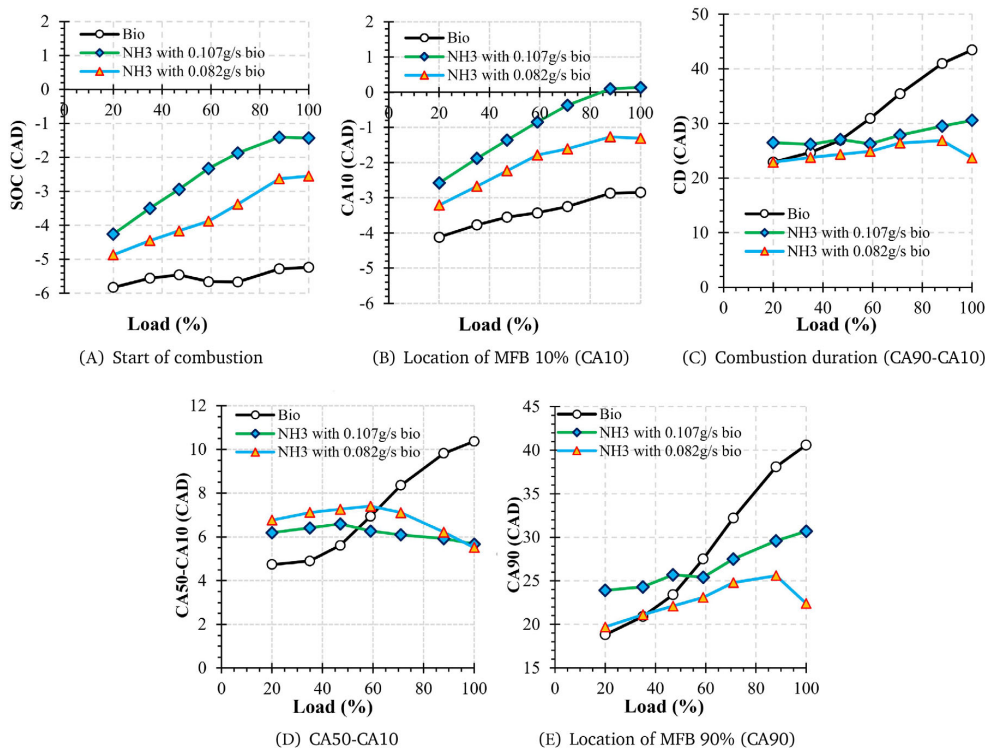 2
1
0
-1
-2
-3
-4
-5
-6
0 20 40 60 80 100
SOC (CAD)
Load (%)
Bio
NH3 with 0.107g/s bio
NH3 with 0.082g/s bio
(A) Start of combustion
2
1
0
-1
-2
-3
-4
-5
-6
0 20 40 60 80 100
CA10 (CAD)
Load (%)
Bio
NH3 with 0.107g/s bio
NH3 with 0.082g/s bio
(B) Location of MFB 10% (CA10)
50
40
30
20
10
0
0 20 40 60 80 100
CD (CAD)
Load (%)
Bio
NH3 with 0.107g/s bio
NH3 with 0.082g/s bio
(C) Combustion duration (CA90-CA10)
12
10
8
6
4
2
0
0 20 40 60 80 100
CA50-CA10 (CAD)
Load (%)
Bio
NH3 with 0.107g/s bio
NH3 with 0.082g/s bio
(D) CA50-CA10
45
40
35
30
25
20
15
0 20 40 60 80 100
CA90 (CAD)
Load (%)
Bio
NH3 with 0.107g/s bio
NH3 with 0.082g/s bio
(E) Location of MFB 90% (CA90)